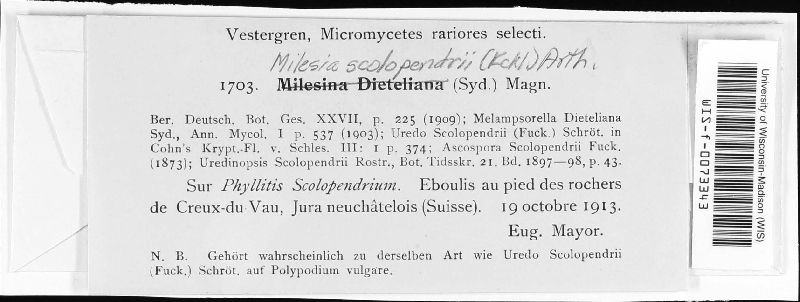 Vestergren, Micromycetes rariores selecti.
Milesia scolopendrii (Fckl) Arth.
1703. Milesina Dieteliana (Syd.) Magn.
Ber. Deutsch. Bot. Ges. XXVII, p. 225 (1909); Melampsorella Dieteliana
Syd., Ann. Mycol. I p. 537 (1903); Uredo Scolopendrii (Fuck.) Schröt. in
Cohn's Krypt.-Fl. v. Schles. III: 1 p. 374; Ascospora Scolopendrii Fuck.
(1873); Uredinopsis Scolopendrii Rostr., Bot. Tidsskr. 21. Bd. 1897—98, p. 43.
Sur Phyllitis Scolopendrium. Eboulis au pied des rochers
de Creux-du-Vau, Jura neuchâtelois (Suisse). 19 octobre 1913.
Eug. Mayor.
N. B. Gehört wahrscheinlich zu derselben Art wie Uredo Scolopendrii
(Fuck.) Schröt. auf Polypodium vulgare.
University of Wisconsin-Madison (WIS)
WIS-f-0073343